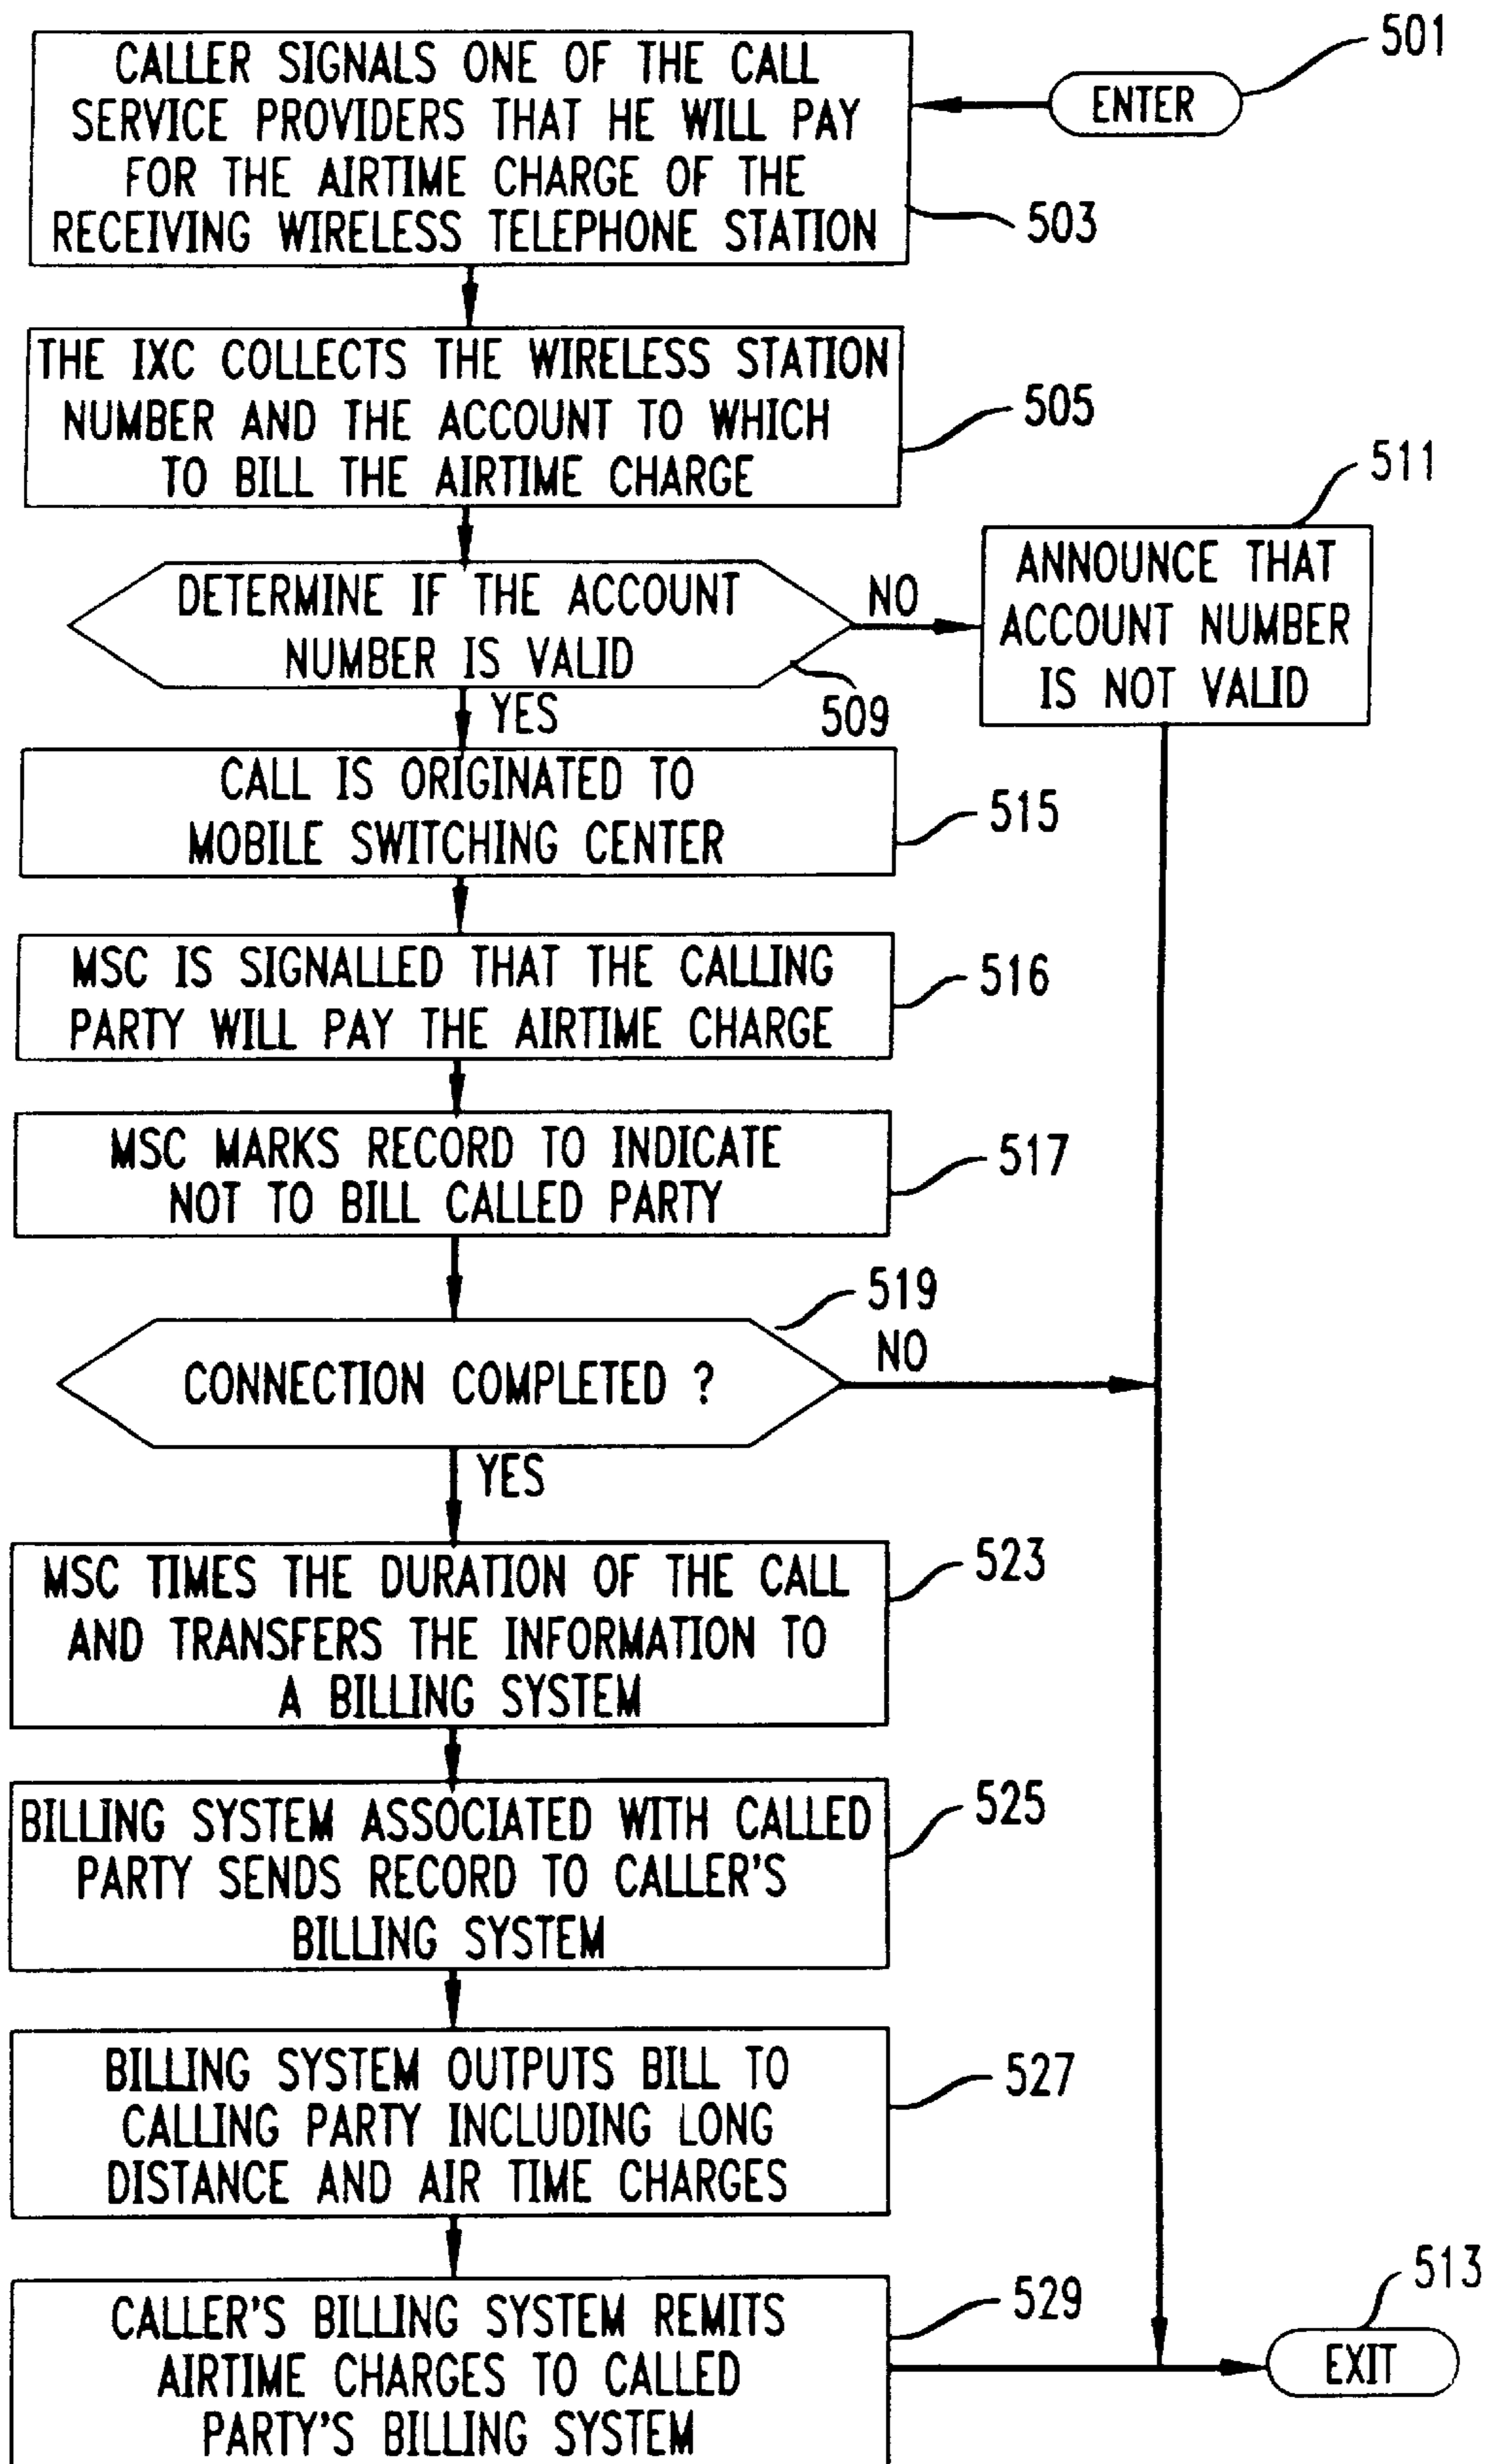 501
ENTER
CALLER SIGNALS ONE OF THE CALL
SERVICE PROVIDERS THAT HE WILL PAY
FOR THE AIRTIME CHARGE OF THE
RECEIVING WIRELESS TELEPHONE STATION
503
THE IXC COLLECTS THE WIRELESS STATION
NUMBER AND THE ACCOUNT TO WHICH
TO BILL THE AIRTIME CHARGE
505
DETERMINE IF THE ACCOUNT
NUMBER IS VALID
509
NO
511
ANNOUNCE THAT
ACCOUNT NUMBER
IS NOT VALID
YES
CALL IS ORIGINATED TO
MOBILE SWITCHING CENTER
515
MSC IS SIGNALLED THAT THE CALLING
PARTY WILL PAY THE AIRTIME CHARGE
516
MSC MARKS RECORD TO INDICATE
NOT TO BILL CALLED PARTY
517
519
CONNECTION COMPLETED ?
NO
YES
MSC TIMES THE DURATION OF THE CALL
AND TRANSFERS THE INFORMATION TO
A BILLING SYSTEM
523
BILLING SYSTEM ASSOCIATED WITH CALLED
PARTY SENDS RECORD TO CALLER'S
BILLING SYSTEM
525
BILLING SYSTEM OUTPUTS BILL TO
CALLING PARTY INCLUDING LONG
DISTANCE AND AIR TIME CHARGES
527
CALLER'S BILLING SYSTEM REMITS
AIRTIME CHARGES TO CALLED
PARTY'S BILLING SYSTEM
529
513
EXIT